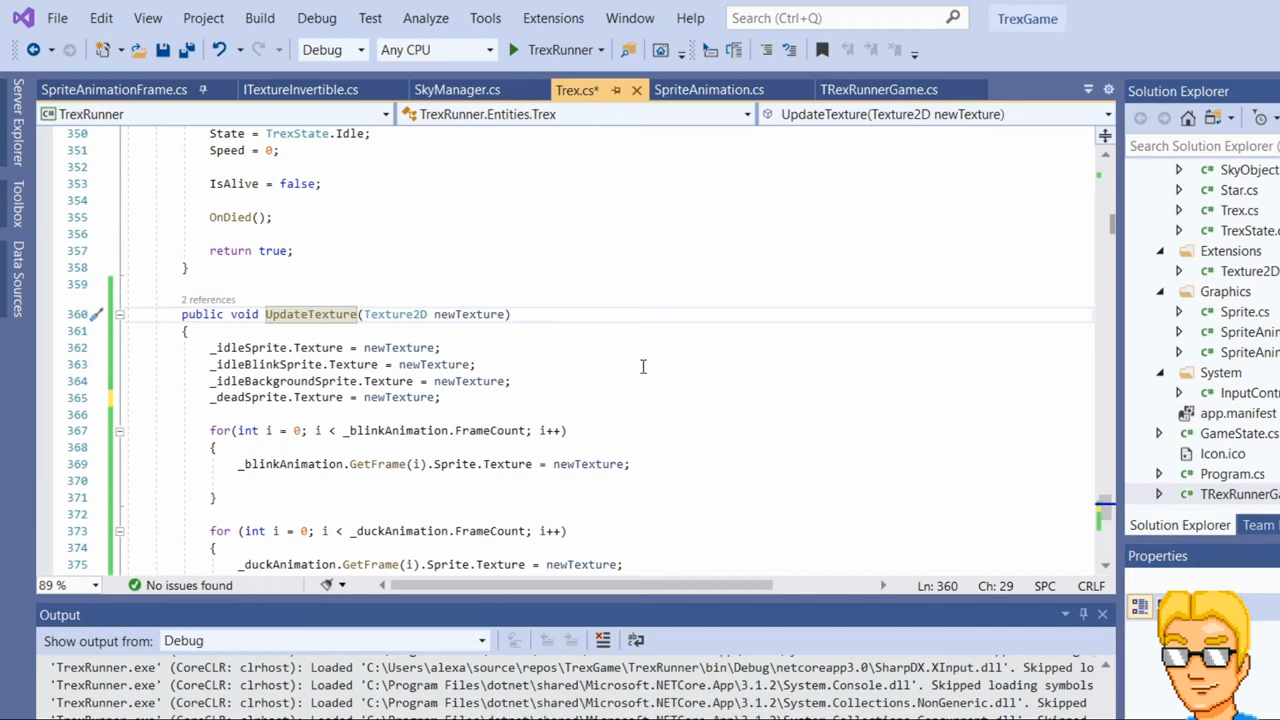 File Edit View Project Build Debug Test Analyze Tools Extensions Window Help Search (Ctrl+Q) TrexGame
Debug Any CPU TrexRunner
SpriteAnimationFrame.cs ITextureInvertible.cs SkyManager.cs Trex.cs* SpriteAnimation.cs TRexRunnerGame.cs
TrexRunner TrexRunner.Entities.Trex UpdateTexture(Texture2D newTexture)
Server Explorer
Toolbox
Data Sources
350 State = TrexState.Idle;
351 Speed = 0;
352
353 IsAlive = false;
354
355 OnDied();
356
357 return true;
358 }
359
2 references
360 public void UpdateTexture(Texture2D newTexture)
361 {
362 _idleSprite.Texture = newTexture;
363 _idleBlinkSprite.Texture = newTexture;
364 _idleBackgroundSprite.Texture = newTexture;
365 _deadSprite.Texture = newTexture;
366
367 for(int i = 0; i < _blinkAnimation.FrameCount; i++)
368 {
369 _blinkAnimation.GetFrame(i).Sprite.Texture = newTexture;
370
371 }
372
373 for (int i = 0; i < _duckAnimation.FrameCount; i++)
374 {
375 _duckAnimation.GetFrame(i).Sprite.Texture = newTexture;
89 % No issues found Ln: 360 Ch: 29 SPC CRLF
Output
Show output from: Debug
'TrexRunner.exe' (CoreCLR: clrhost): Loaded 'C:\Users\alexa\source\repos\TrexGame\TrexRunner\bin\Debug\netcoreapp3.0\SharpDX.XInput.dll'. Skipped lo
'TrexRunner.exe' (CoreCLR: clrhost): Loaded 'C:\Program Files\dotnet\shared\Microsoft.NETCore.App\3.1.2\System.Console.dll'. Skipped loading symbols
'TrexRunner.exe' (CoreCLR: clrhost): Loaded 'C:\Program Files\dotnet\shared\Microsoft.NETCore.App\3.1.2\System.Collections.NonGeneric.dll'. Skipped
Solution Explorer
Search Solution Explorer (
C# SkyObject
C# Star.cs
C# Trex.cs
C# TrexState.c
Extensions
C# Texture2D
Graphics
C# Sprite.cs
C# SpriteAni
C# SpriteAni
System
C# InputCont
app.manifest
C# GameState.cs
Icon.ico
C# Program.cs
C# TRexRunnerGa
Solution Explorer Team
Properties